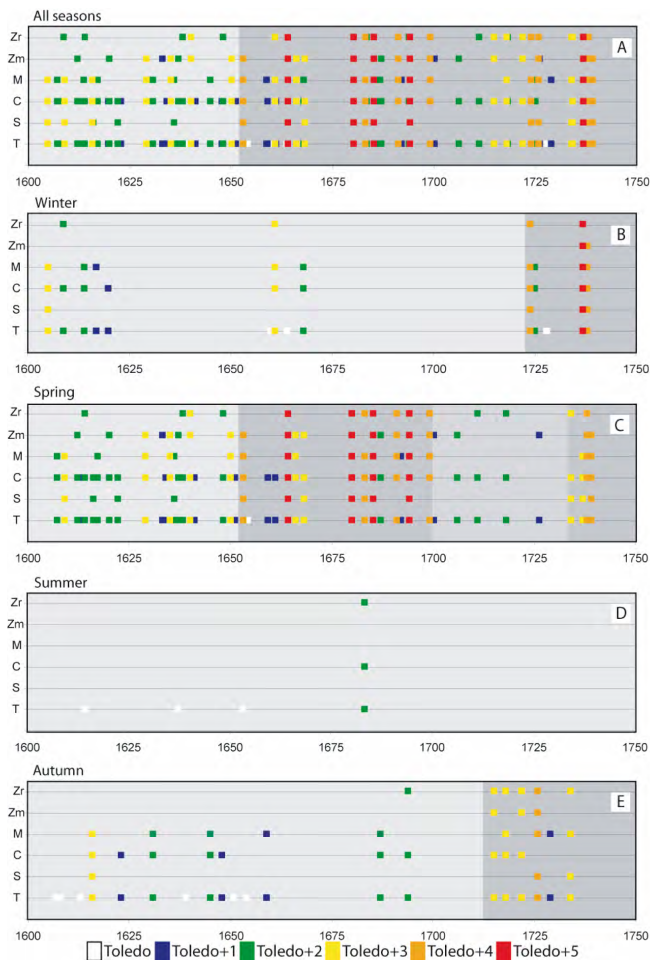 All seasons
A
Zr
Zm
M
C
S
T
1600 1625 1650 1675 1700 1725 1750
Winter
B
Zr
Zm
M
C
S
T
1600 1625 1650 1675 1700 1725 1750
Spring
C
Zr
Zm
M
C
S
T
1600 1625 1650 1675 1700 1725 1750
Summer
D
Zr
Zm
M
C
S
T
1600 1625 1650 1675 1700 1725 1750
Autumn
E
Zr
Zm
M
C
S
T
1600 1625 1650 1675 1700 1725 1750
Toledo Toledo+1 Toledo+2 Toledo+3 Toledo+4 Toledo+5